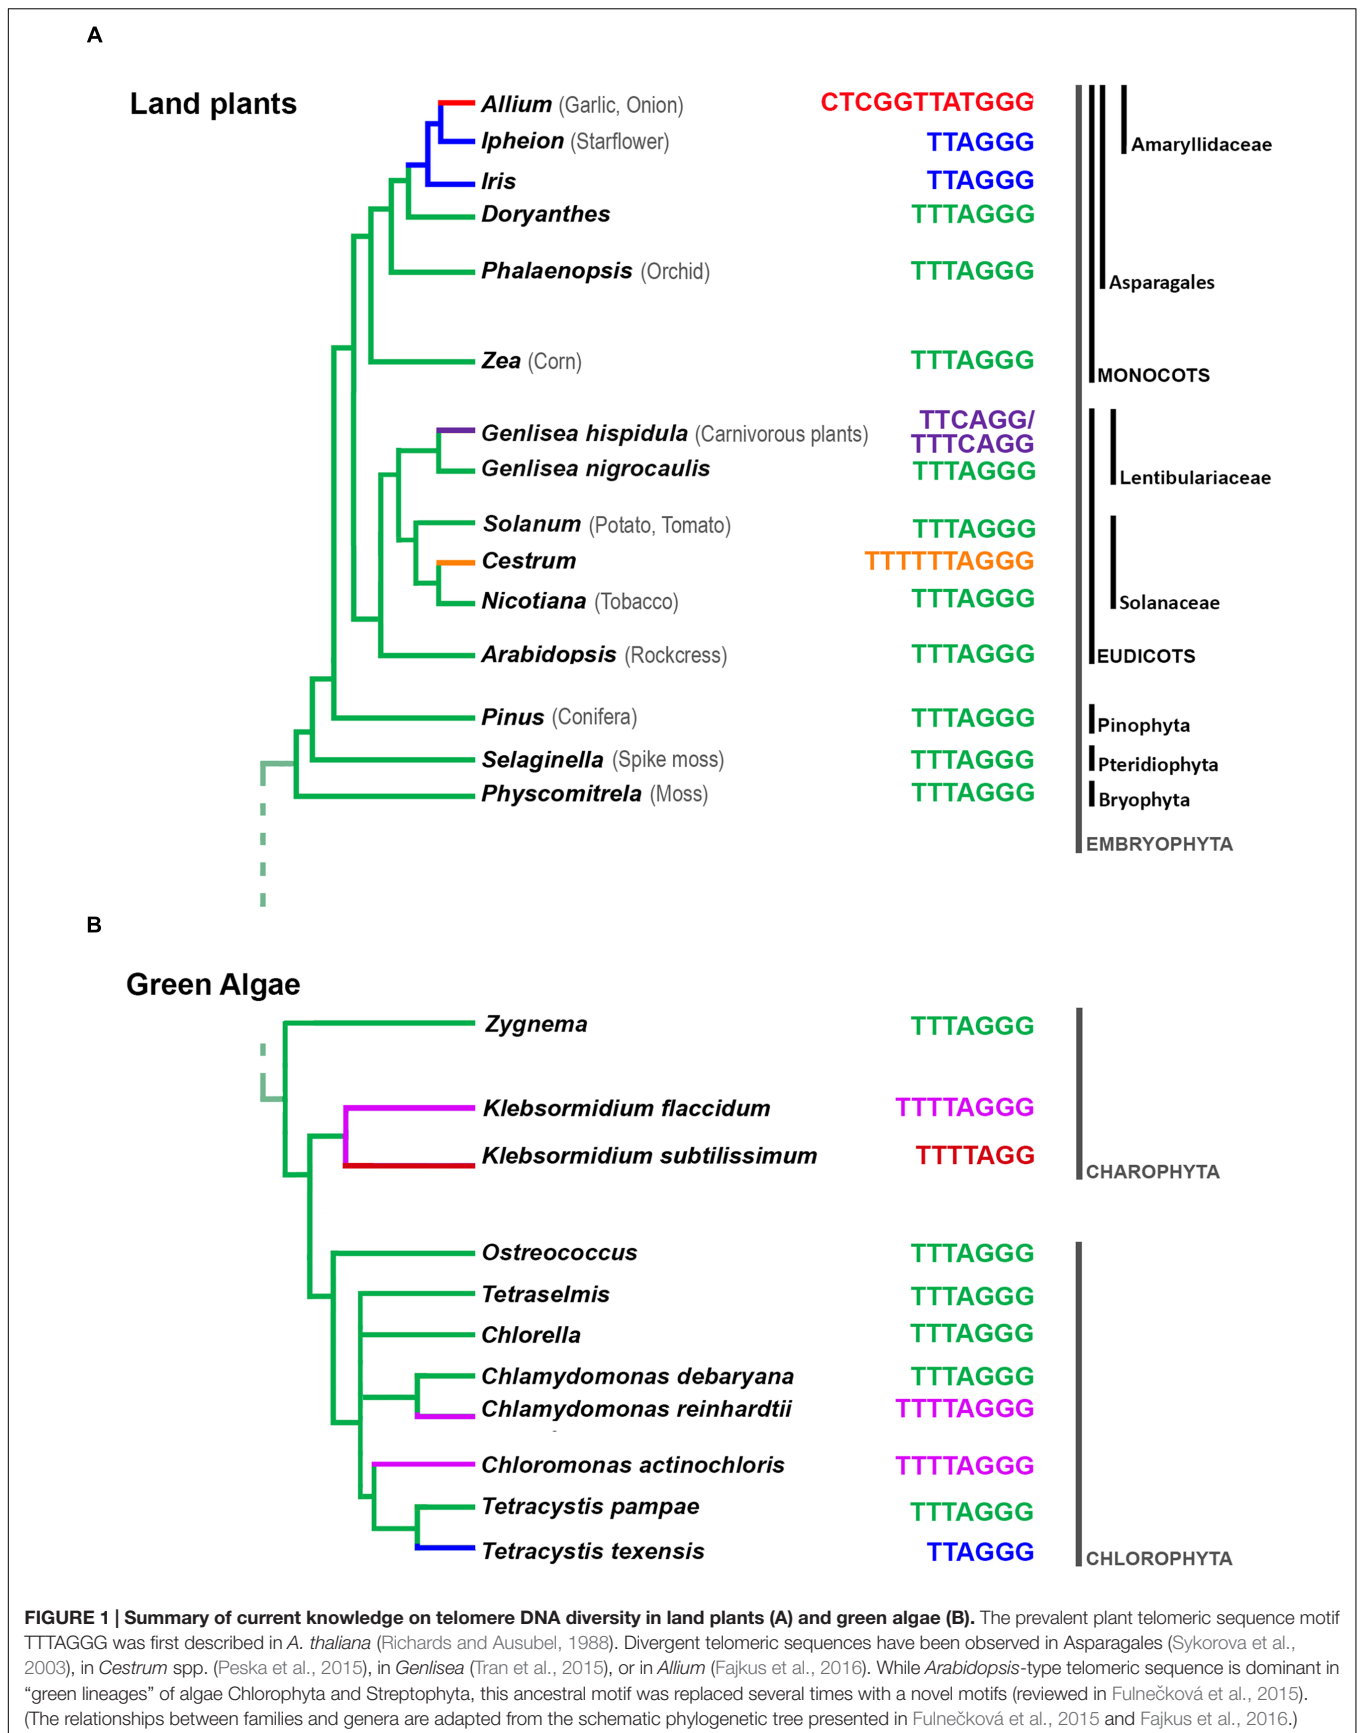 A
Land plants
Allium (Garlic, Onion) CTCGGTTATGGG
Ipheion (Starflower) TTAGGG
Amaryllidaceae
Iris TTAGGG
Doryanthes TTTAGGG
Phalaenopsis (Orchid) TTTAGGG
Asparagales
Zea (Corn) TTTAGGG
MONOCOTS
Genlisea hispidula (Carnivorous plants) TTCAGG/
TTTCAGG
Genlisea nigrocaulis TTTAGGG
Lentibulariaceae
Solanum (Potato, Tomato) TTTAGGG
Cestrum TTTTTTAGGG
Nicotiana (Tobacco) TTTAGGG
Solanaceae
Arabidopsis (Rockcress) TTTAGGG
EUDICOTS
Pinus (Conifera) TTTAGGG
Pinophyta
Selaginella (Spike moss) TTTAGGG
Pteridiophyta
Physcomitrela (Moss) TTTAGGG
Bryophyta
EMBRYOPHYTA
B
Green Algae
Zygnema TTTAGGG
Klebsormidium flaccidum TTTTAGGG
Klebsormidium subtilissimum TTTTAGG
CHAROPHYTA
Ostreococcus TTTAGGG
Tetraselmis TTTAGGG
Chlorella TTTAGGG
Chlamydomonas debaryana TTTAGGG
Chlamydomonas reinhardtii TTTTAGGG
Chloromonas actinochloris TTTTAGGG
Tetracystis pampae TTTAGGG
Tetracystis texensis TTAGGG
CHLOROPHYTA
FIGURE 1 | Summary of current knowledge on telomere DNA diversity in land plants (A) and green algae (B). The prevalent plant telomeric sequence motif
TTTAGGG was first described in A. thaliana (Richards and Ausubel, 1988). Divergent telomeric sequences have been observed in Asparagales (Sykorova et al.,
2003), in Cestrum spp. (Peska et al., 2015), in Genlisea (Tran et al., 2015), or in Allium (Fajkus et al., 2016). While Arabidopsis-type telomeric sequence is dominant in
“green lineages” of algae Chlorophyta and Streptophyta, this ancestral motif was replaced several times with a novel motifs (reviewed in Fulnečková et al., 2015).
(The relationships between families and genera are adapted from the schematic phylogenetic tree presented in Fulnečková et al., 2015 and Fajkus et al., 2016.)